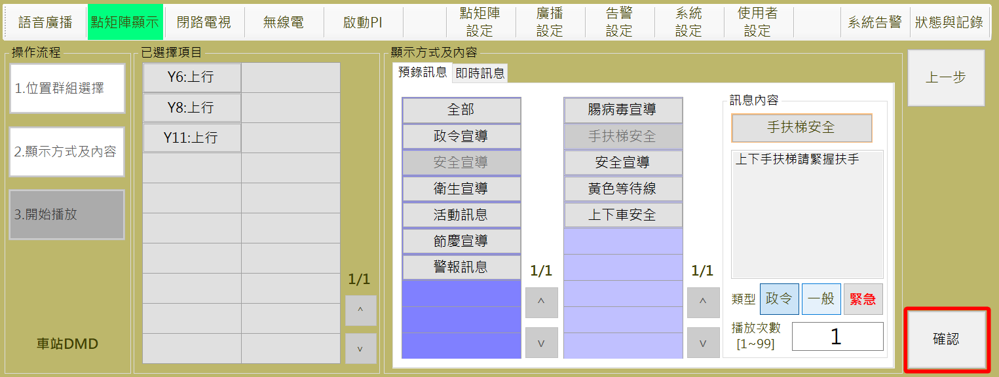 語音廣播
點矩陣顯示
閉路電視
無線電
啟動PI
點矩陣
設定
廣播
設定
告警
設定
系統
設定
使用者
設定
系統告警
狀態與記錄
操作流程
1.位置群組選擇
2.顯示方式及內容
3.開始播放
車站DMD
已選擇項目
Y6:上行
Y8:上行
Y11:上行
1/1
^
v
顯示方式及內容
預錄訊息
即時訊息
全部
政令宣導
安全宣導
衛生宣導
活動訊息
節慶宣導
警報訊息
1/1
^
v
腸病毒宣導
手扶梯安全
安全宣導
黃色等待線
上下車安全
1/1
^
v
訊息內容
手扶梯安全
上下手扶梯請緊握扶手
類型
政令
一般
緊急
播放次數
[1~99]
1
上一步
確認